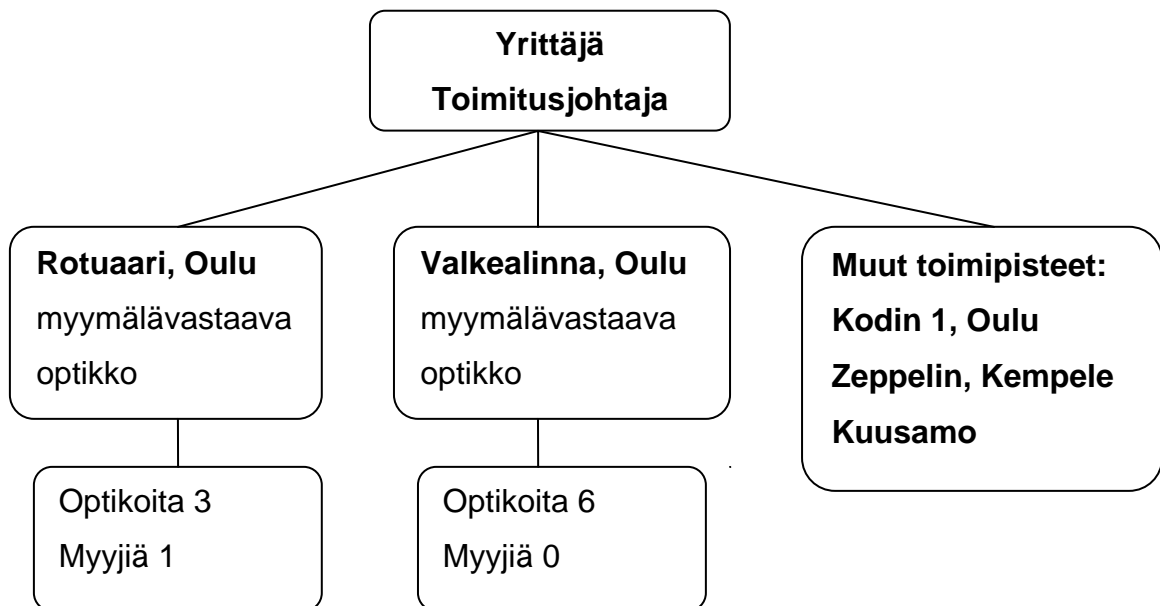 Yrittäjä
Toimitusjohtaja
Rotuaari, Oulu
myymälävastaava
optikko
Valkealinna, Oulu
myymälävastaava
optikko
Muut toimipisteet:
Kodin 1, Oulu
Zeppelin, Kempele
Kuusamo
Optikoita 3
Myyjiä 1
Optikoita 6
Myyjiä 0